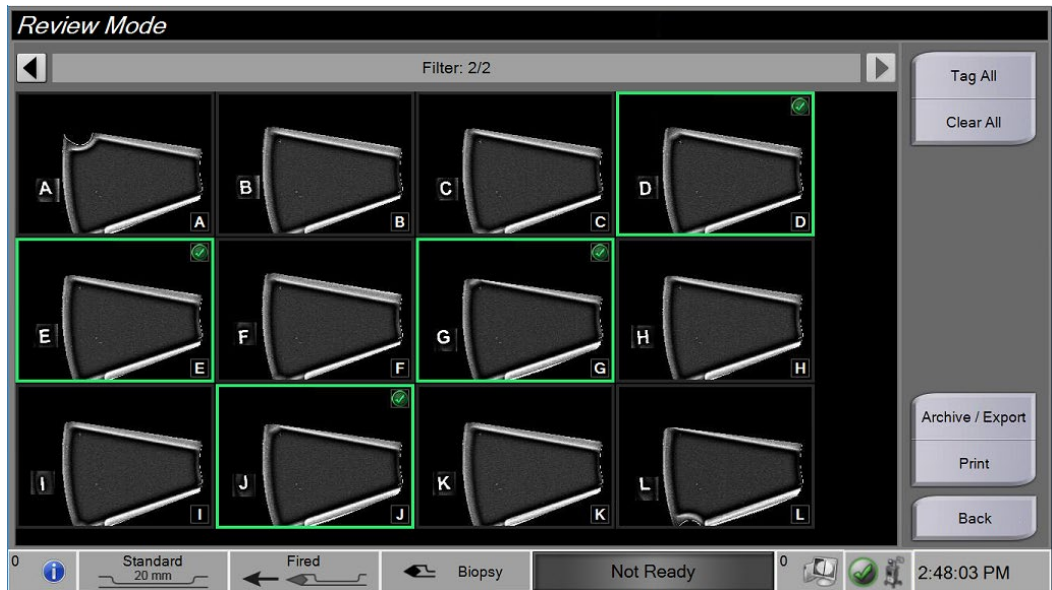 Review Mode
Filter: 2/2
Tag All
Clear All
A A
B B
C C
D D
E E
F F
G G
H H
I I
J J
K K
L L
Archive / Export
Print
Back
0
Standard
20 mm
Fired
Biopsy
Not Ready
0
2:48:03 PM